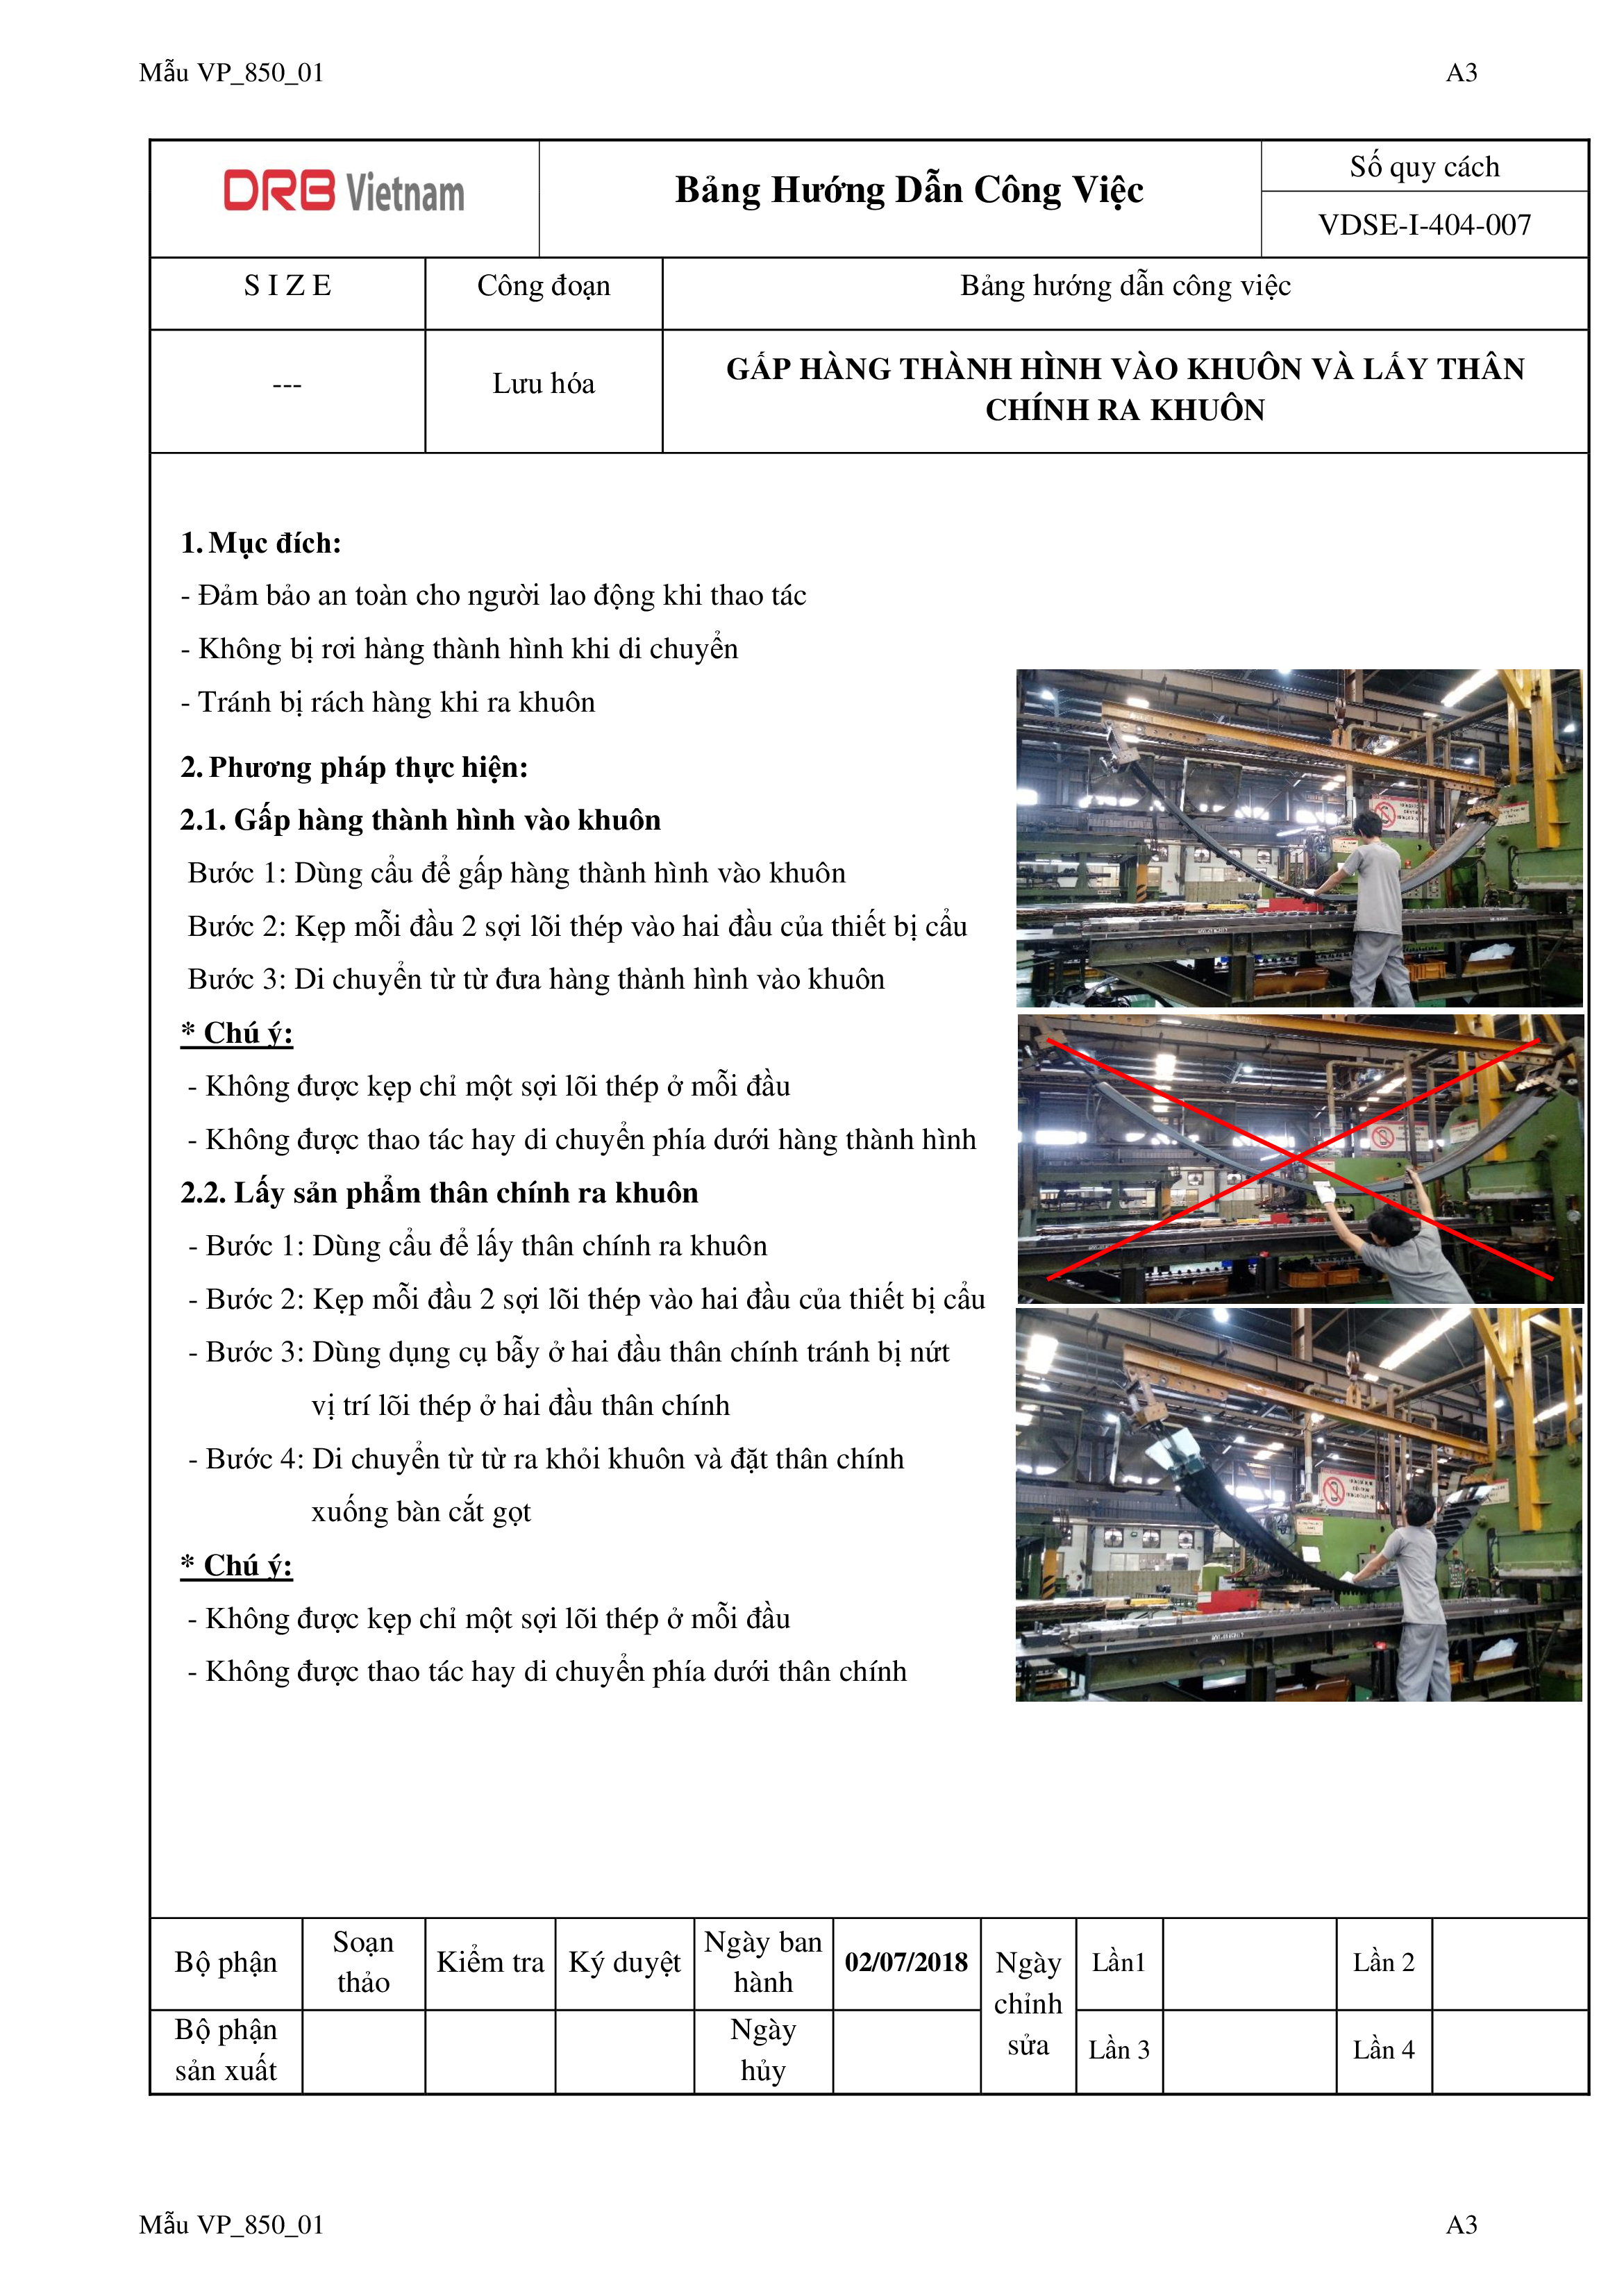 Mẫu VP_850_01 A3
DRB Vietnam
Bảng Hướng Dẫn Công Việc
Số quy cách
VDSE-I-404-007
S I Z E
Công đoạn
Bảng hướng dẫn công việc
---
Lưu hóa
GẤP HÀNG THÀNH HÌNH VÀO KHUÔN VÀ LẤY THÂN
CHÍNH RA KHUÔN
1. Mục đích:
- Đảm bảo an toàn cho người lao động khi thao tác
- Không bị rơi hàng thành hình khi di chuyển
- Tránh bị rách hàng khi ra khuôn
2. Phương pháp thực hiện:
2.1. Gấp hàng thành hình vào khuôn
Bước 1: Dùng cẩu để gấp hàng thành hình vào khuôn
Bước 2: Kẹp mỗi đầu 2 sợi lõi thép vào hai đầu của thiết bị cẩu
Bước 3: Di chuyển từ từ đưa hàng thành hình vào khuôn
* Chú ý:
- Không được kẹp chỉ một sợi lõi thép ở mỗi đầu
- Không được thao tác hay di chuyển phía dưới hàng thành hình
2.2. Lấy sản phẩm thân chính ra khuôn
- Bước 1: Dùng cẩu để lấy thân chính ra khuôn
- Bước 2: Kẹp mỗi đầu 2 sợi lõi thép vào hai đầu của thiết bị cẩu
- Bước 3: Dùng dụng cụ bẫy ở hai đầu thân chính tránh bị nứt
vị trí lõi thép ở hai đầu thân chính
- Bước 4: Di chuyển từ từ ra khỏi khuôn và đặt thân chính
xuống bàn cắt gọt
* Chú ý:
- Không được kẹp chỉ một sợi lõi thép ở mỗi đầu
- Không được thao tác hay di chuyển phía dưới thân chính
Bộ phận
Soạn
thảo
Kiểm tra
Ký duyệt
Ngày ban
hành
02/07/2018
Ngày
chỉnh
sửa
Lần1
Lần 2
Bộ phận
sản xuất
Ngày
hủy
Lần 3
Lần 4
Mẫu VP_850_01 A3